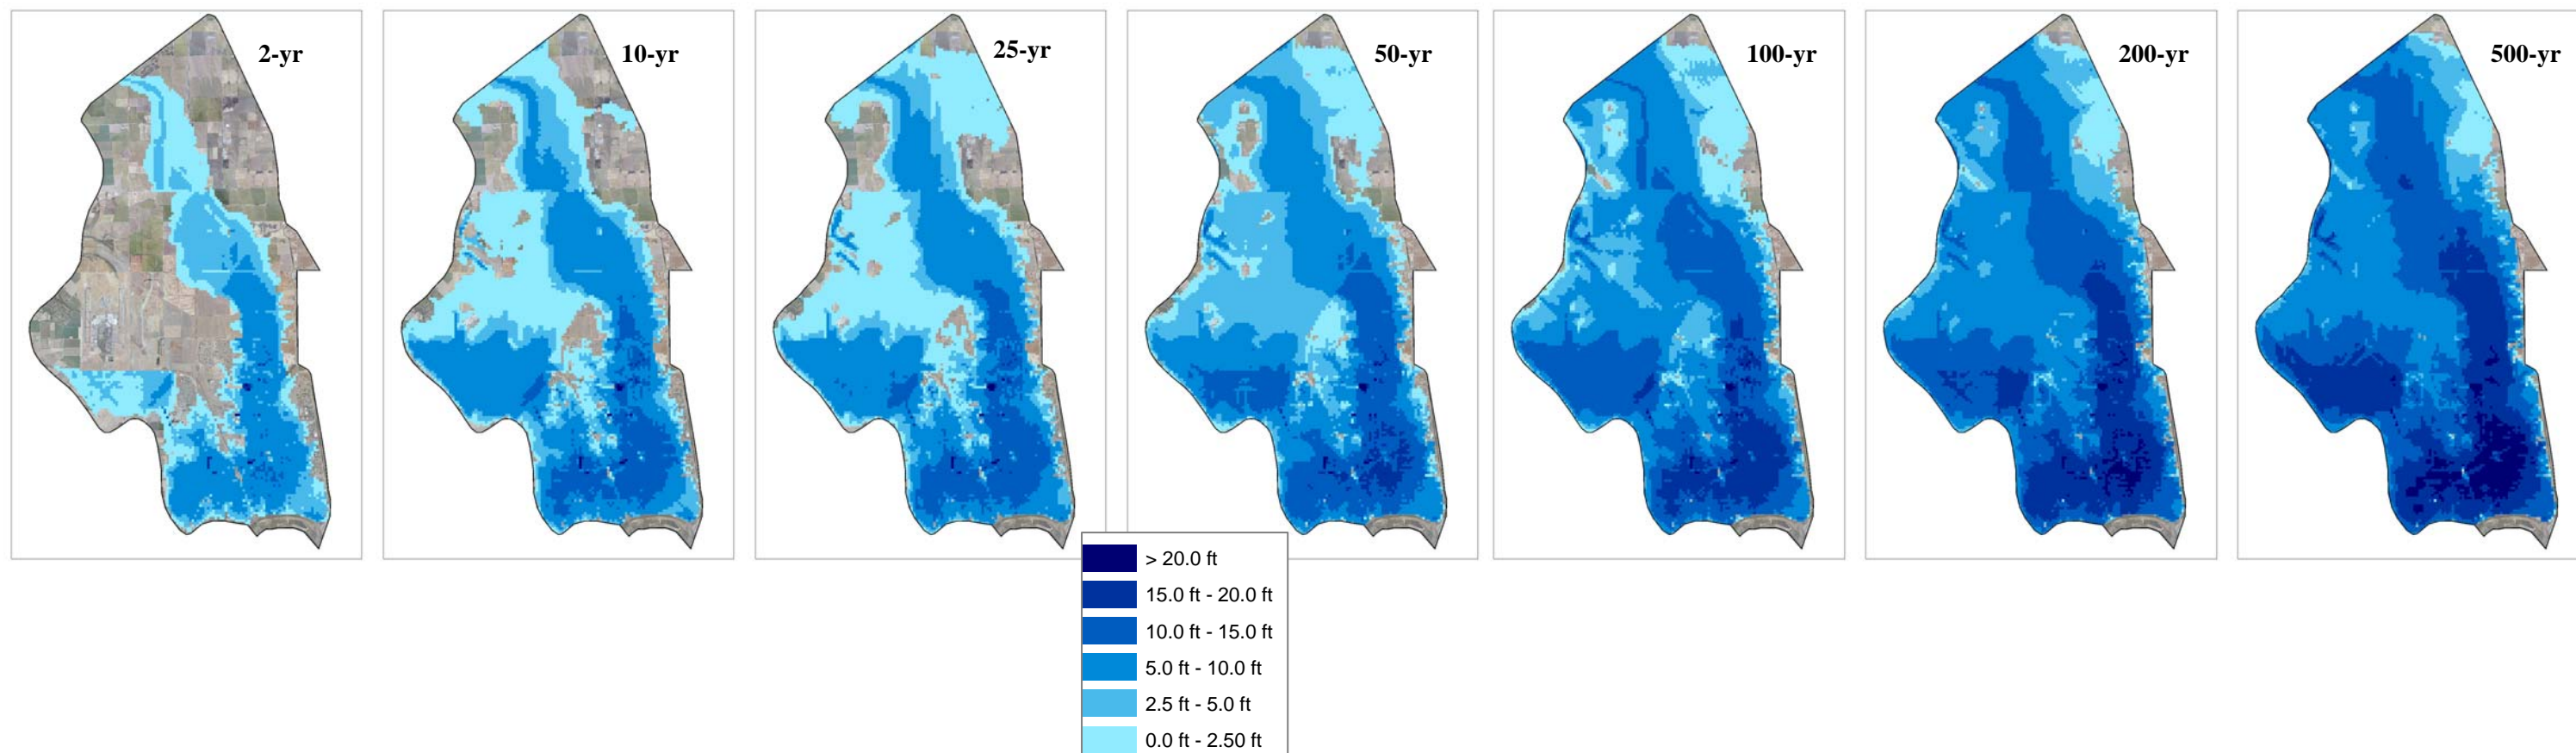 2-yr
10-yr
25-yr
50-yr
100-yr
200-yr
500-yr
> 20.0 ft
15.0 ft - 20.0 ft
10.0 ft - 15.0 ft
5.0 ft - 10.0 ft
2.5 ft - 5.0 ft
0.0 ft - 2.50 ft